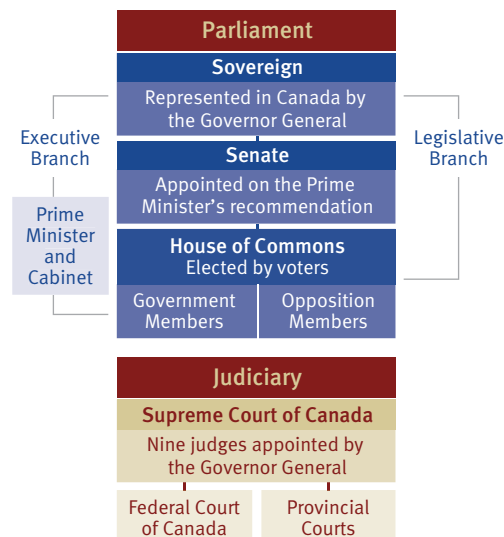 Parliament
Sovereign
Represented in Canada by
the Governor General
Executive
Branch
Legislative
Branch
Senate
Appointed on the Prime
Minister's recommendation
Prime
Minister
and
Cabinet
House of Commons
Elected by voters
Government
Members
Opposition
Members
Judiciary
Supreme Court of Canada
Nine judges appointed by
the Governor General
Federal Court
of Canada
Provincial
Courts